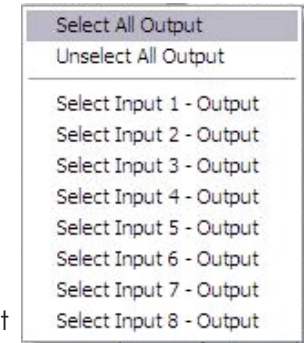 Select All Output
Unselect All Output
Select Input 1 - Output
Select Input 2 - Output
Select Input 3 - Output
Select Input 4 - Output
Select Input 5 - Output
Select Input 6 - Output
Select Input 7 - Output
t Select Input 8 - Output